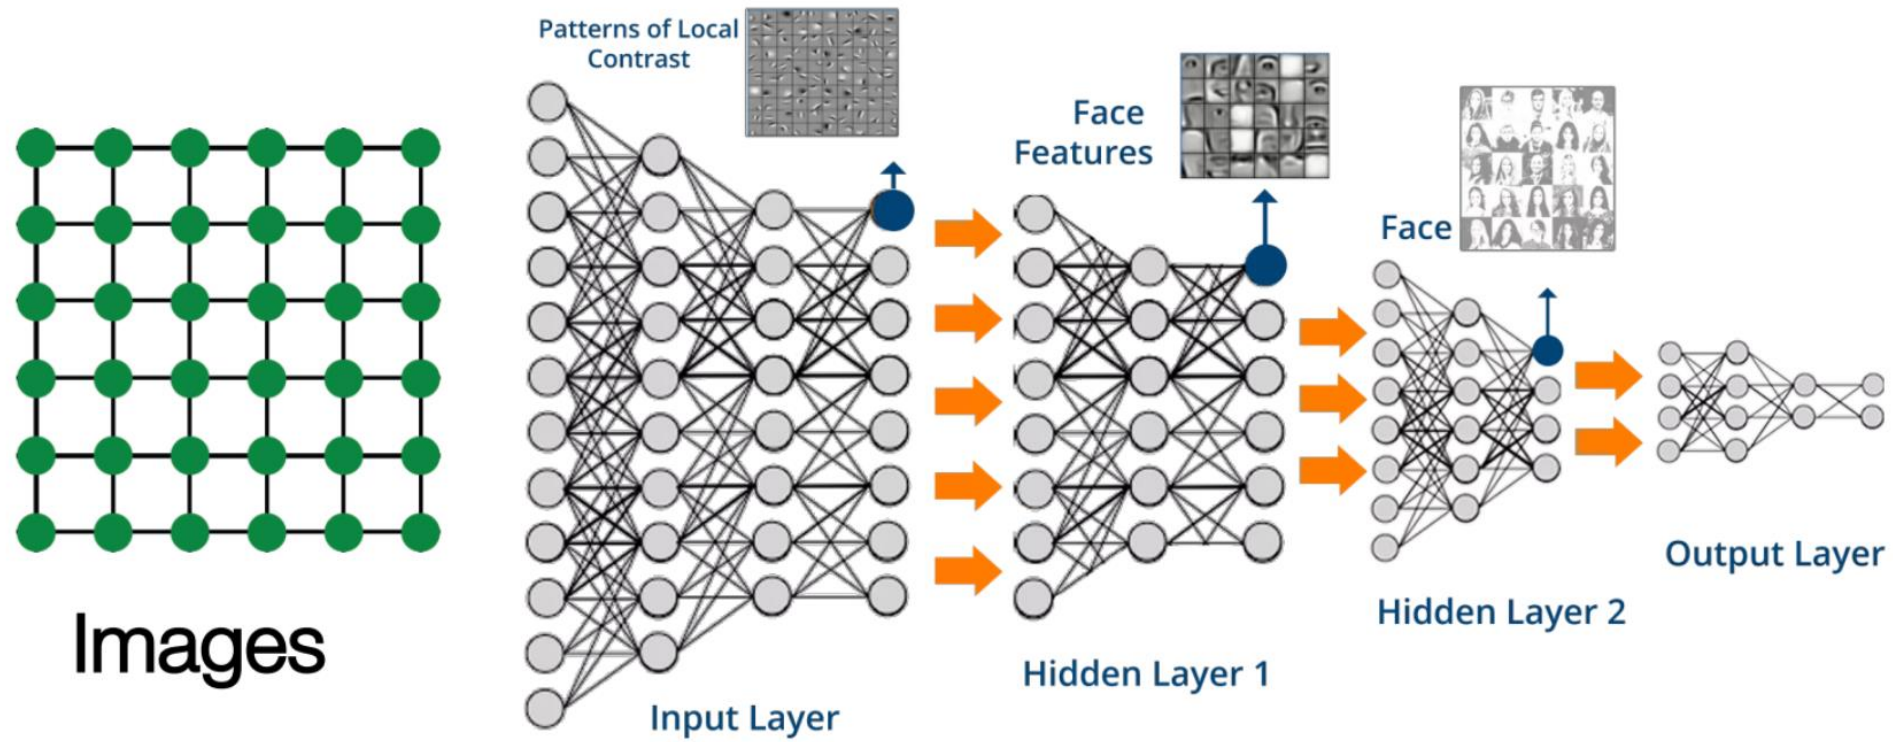 Images
Patterns of Local
Contrast
Input Layer
Face
Features
Hidden Layer 1
Face
Hidden Layer 2
Output Layer